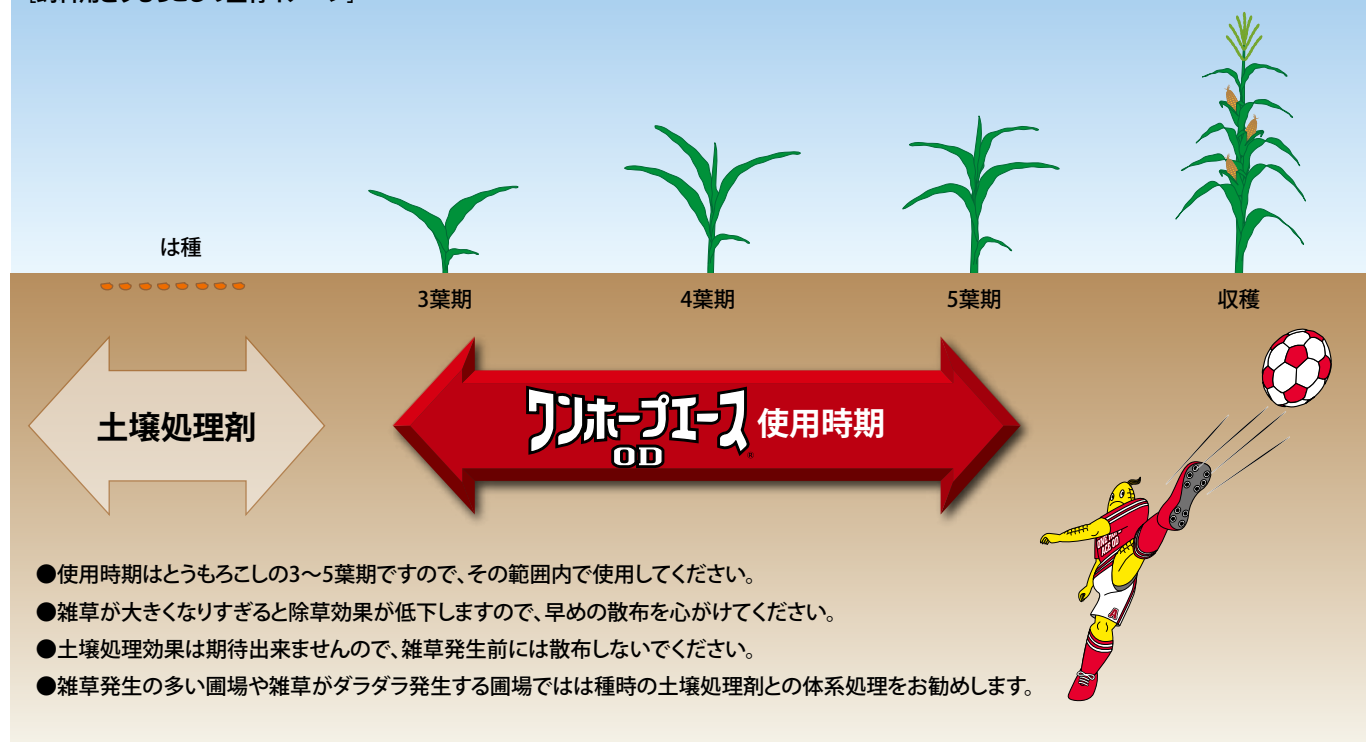 は種
3葉期
4葉期
5葉期
収穫
土壌処理剤
ワンホープエース
OD
®
使用時期
ONE HOPE
ACE OD
A
●使用時期はとうもろこしの3〜5葉期ですので、その範囲内で使用してください。
●雑草が大きくなりすぎると除草効果が低下しますので、早めの散布を心がけてください。
●土壌処理効果は期待出来ませんので、雑草発生前には散布しないでください。
●雑草発生の多い圃場や雑草がダラダラ発生する圃場ではは種時の土壌処理剤との体系処理をお勧めします。